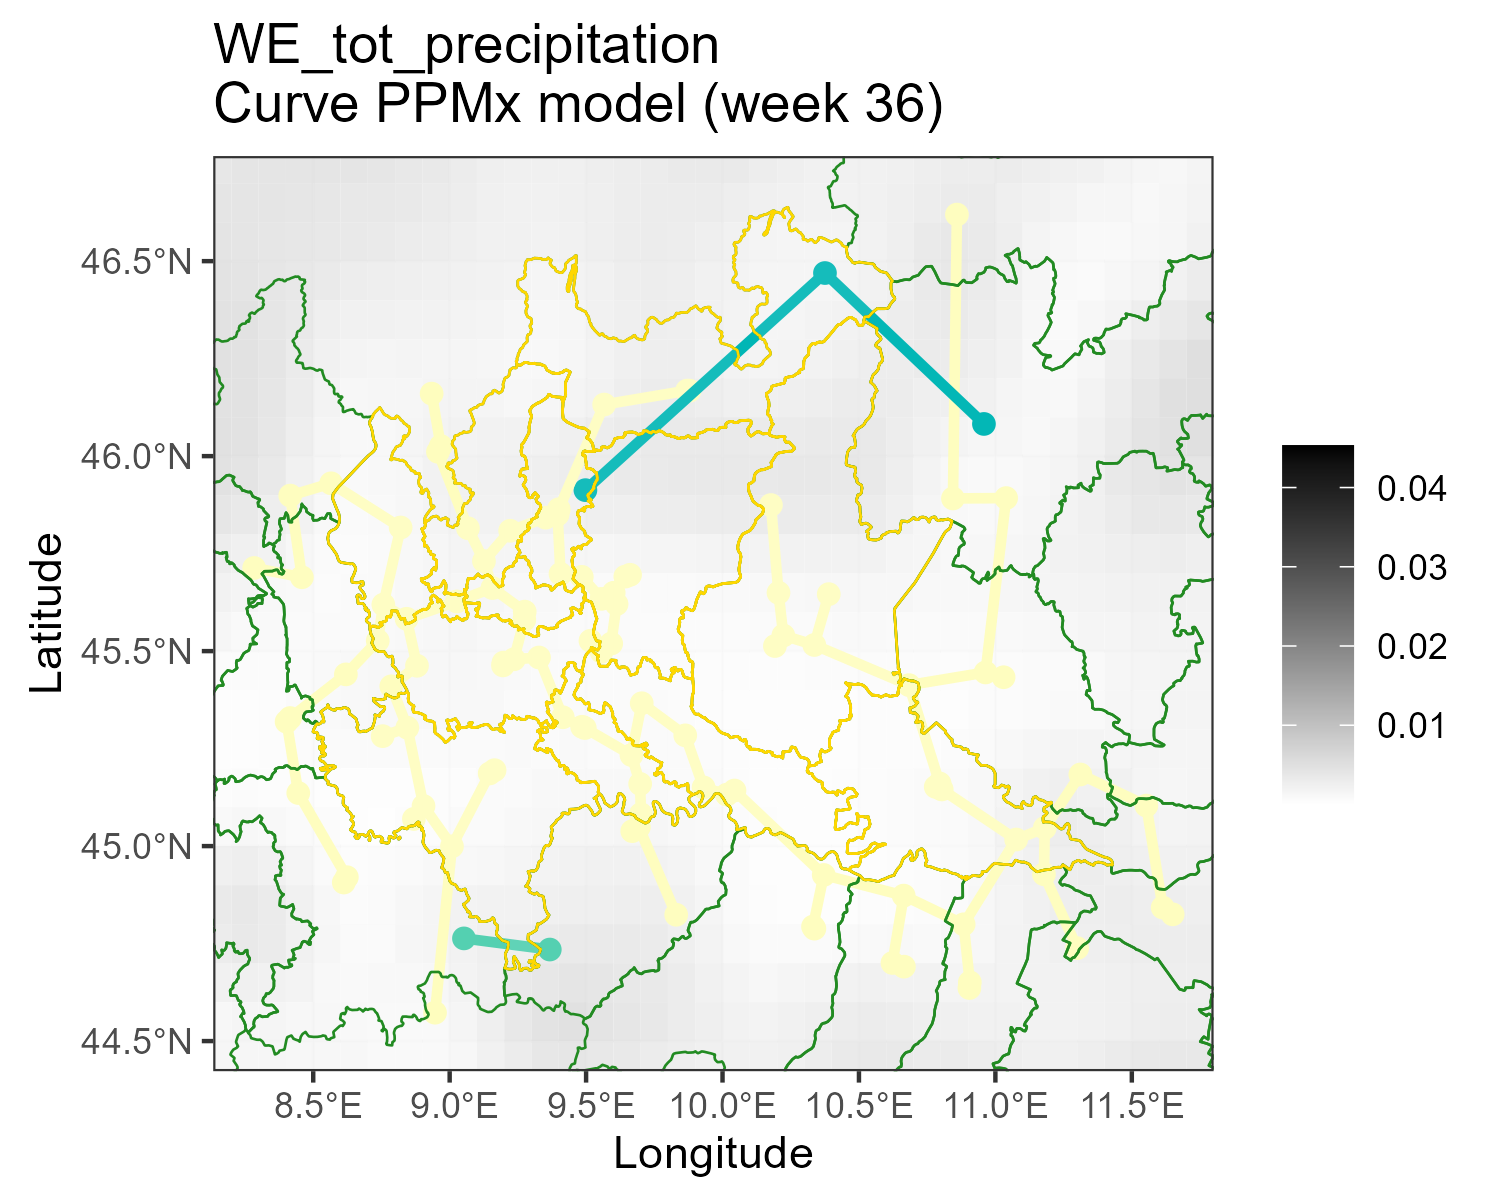 WE_tot_precipitation
Curve PPMx model (week 36)
46.5°N
46.0°N
45.5°N
45.0°N
44.5°N
8.5°E 9.0°E 9.5°E 10.0°E 10.5°E 11.0°E 11.5°E
Longitude
Latitude
0.04
0.03
0.02
0.01